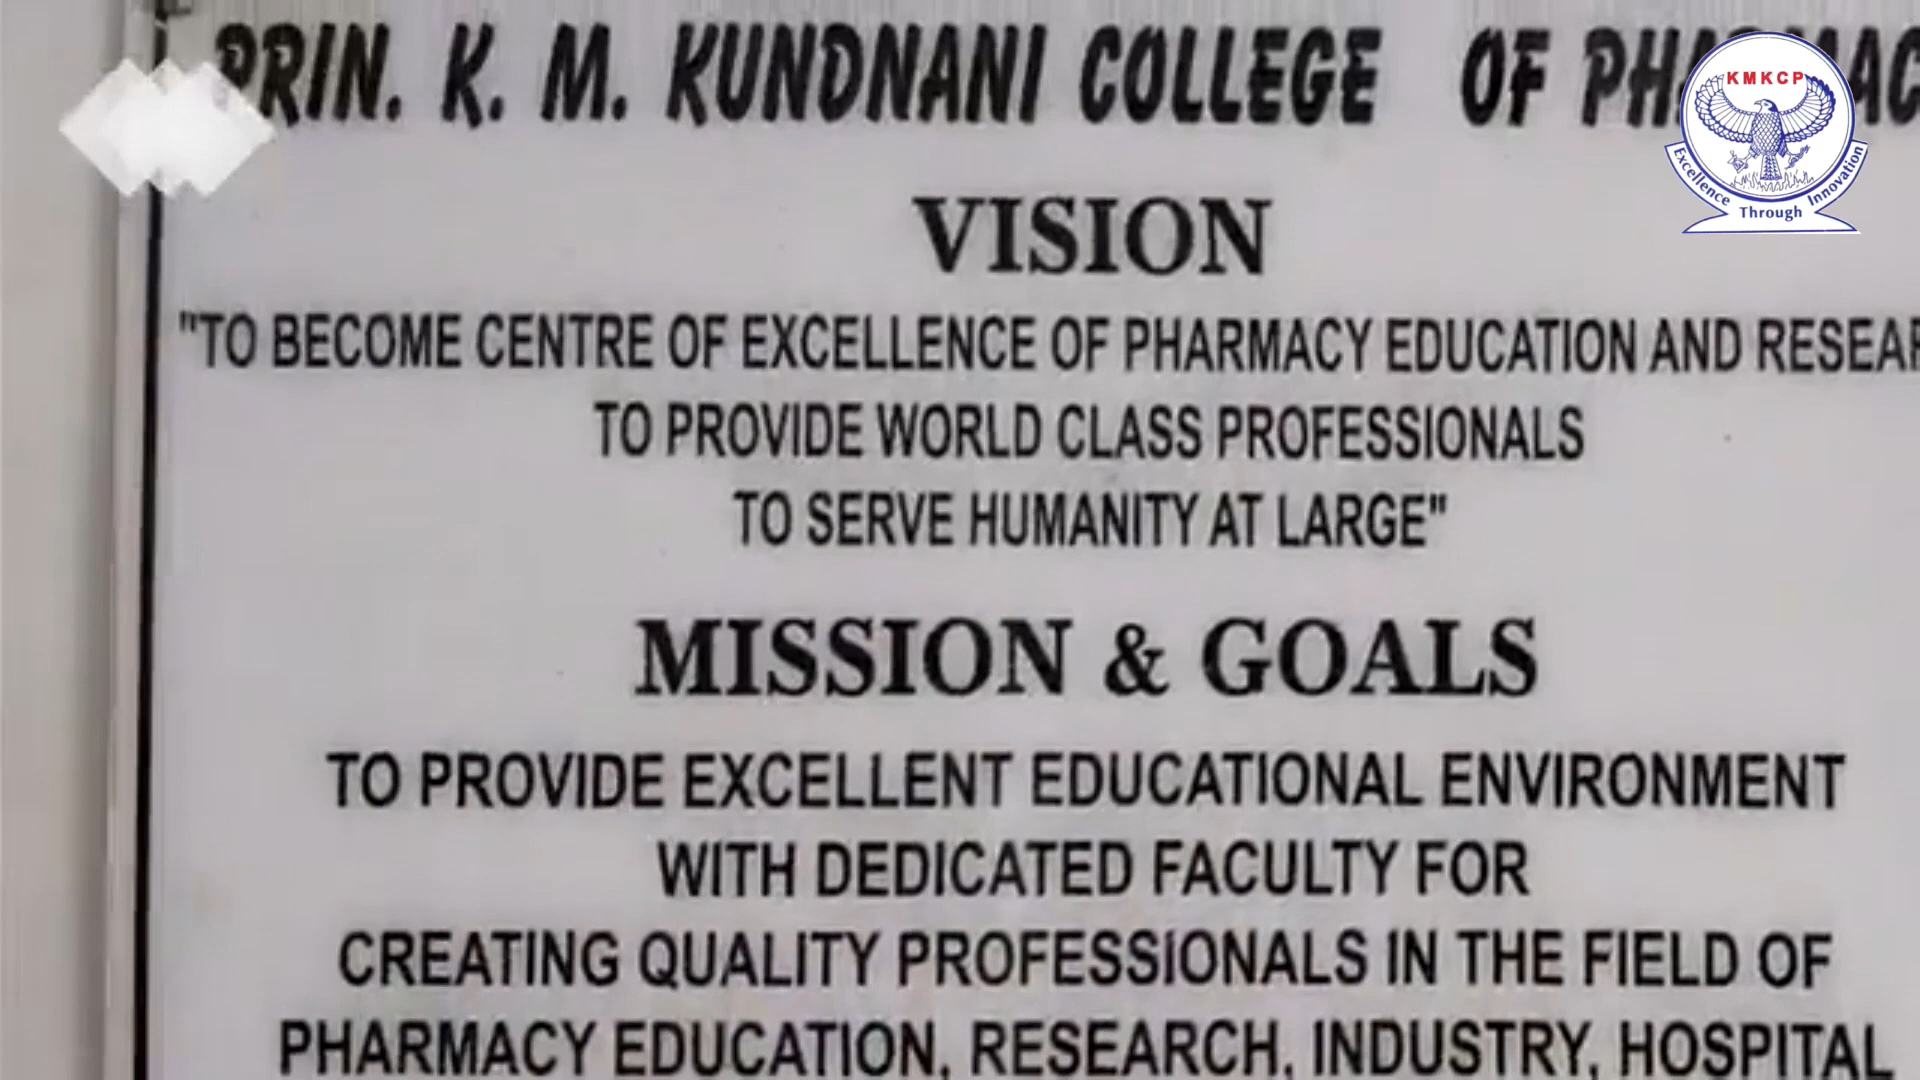 PRIN. K. M. KUNDNANI COLLEGE OF
KMKCP
Excellence Through Innovation
VISION
"TO BECOME CENTRE OF EXCELLENCE OF PHARMACY EDUCATION AND
TO PROVIDE WORLD CLASS PROFESSIONALS
TO SERVE HUMANITY AT LARGE"
MISSION & GOALS
TO PROVIDE EXCELLENT EDUCATIONAL ENVIRONMENT
WITH DEDICATED FACULTY FOR
CREATING QUALITY PROFESSIONALS IN THE FIELD OF
PHARMACY EDUCATION, RESEARCH, INDUSTRY, HOSPITAL